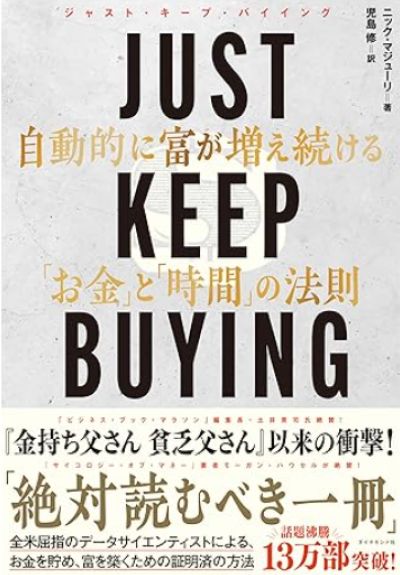 ジャスト・キープ・バイイング
ニック・マジューリ 著
児島 修 訳
JUST
自動的に富が増え続ける
KEEP
「お金」と「時間」の法則
BUYING
「ビジネス・ブック・マラソン」編集長・土井英司氏絶賛!
『金持ち父さん 貧乏父さん』以来の衝撃!
「サイコロジー・オブ・マネー」著者モーガン・ハウセルが絶賛!
「絶対読むべき一冊」
全米屈指のデータサイエンティストによる、
お金を貯め、富を築くための証明済の方法
話題沸騰
13万部突破!
ダイヤモンド社